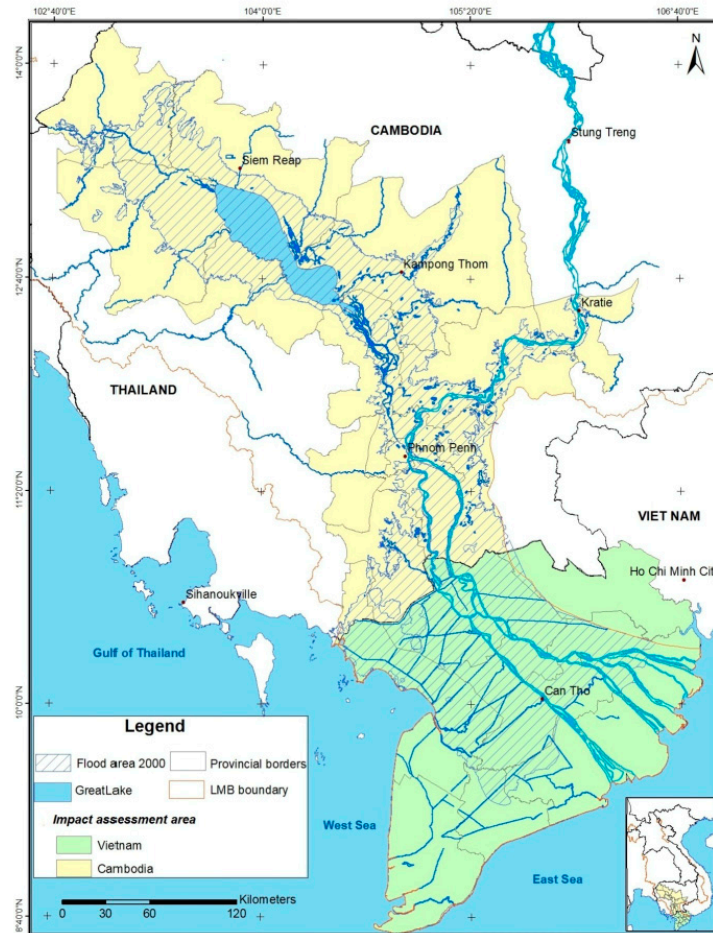 102°40'0"E
104°0'0"E
105°20'0"E
106°40'0"E
N
14°0'0"N
CAMBODIA
Stung Treng
Siem Reap
Kampong Thom
12°40'0"N
Kratie
THAILAND
Phnom Penh
11°20'0"N
VIET NAM
Ho Chi Minh City
Sihanoukville
Gulf of Thailand
Can Tho
10°0'0"N
Legend
Flood area 2000
Provincial borders
GreatLake
LMB boundary
Impact assessment area
Vietnam
Cambodia
West Sea
East Sea
Kilometers
0 30 60 120
8°40'0"N